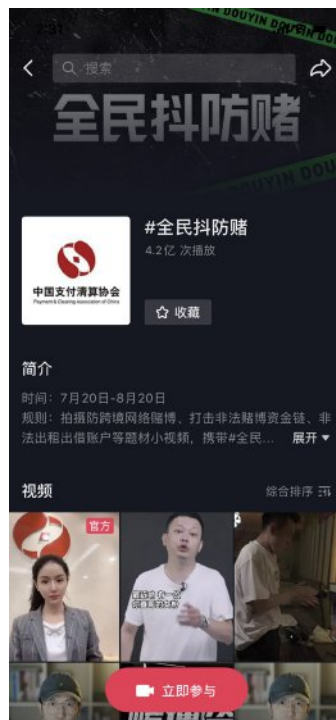 搜索
DOUYIN
全民抖防赌
#全民抖防赌
4.2亿 次播放
中国支付清算协会
Payment & Clearing Association of China
收藏
简介
时间：7月20日-8月20日
规则：拍摄防跨境网络赌博、打击非法赌博资金链、非
法出租出借账户等题材小视频，携带#全民... 展开
视频
综合排序
官方
立即参与